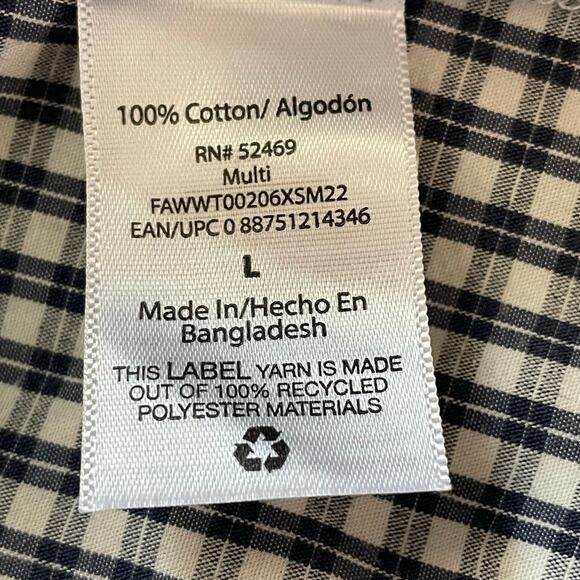 100% Cotton/ Algodón
RN# 52469
Multi
FAWWT00206XSM22
EAN/UPC 0 88751214346
L
Made In/Hecho En
Bangladesh
THIS LABEL YARN IS MADE
OUT OF 100% RECYCLED
POLYESTER MATERIALS